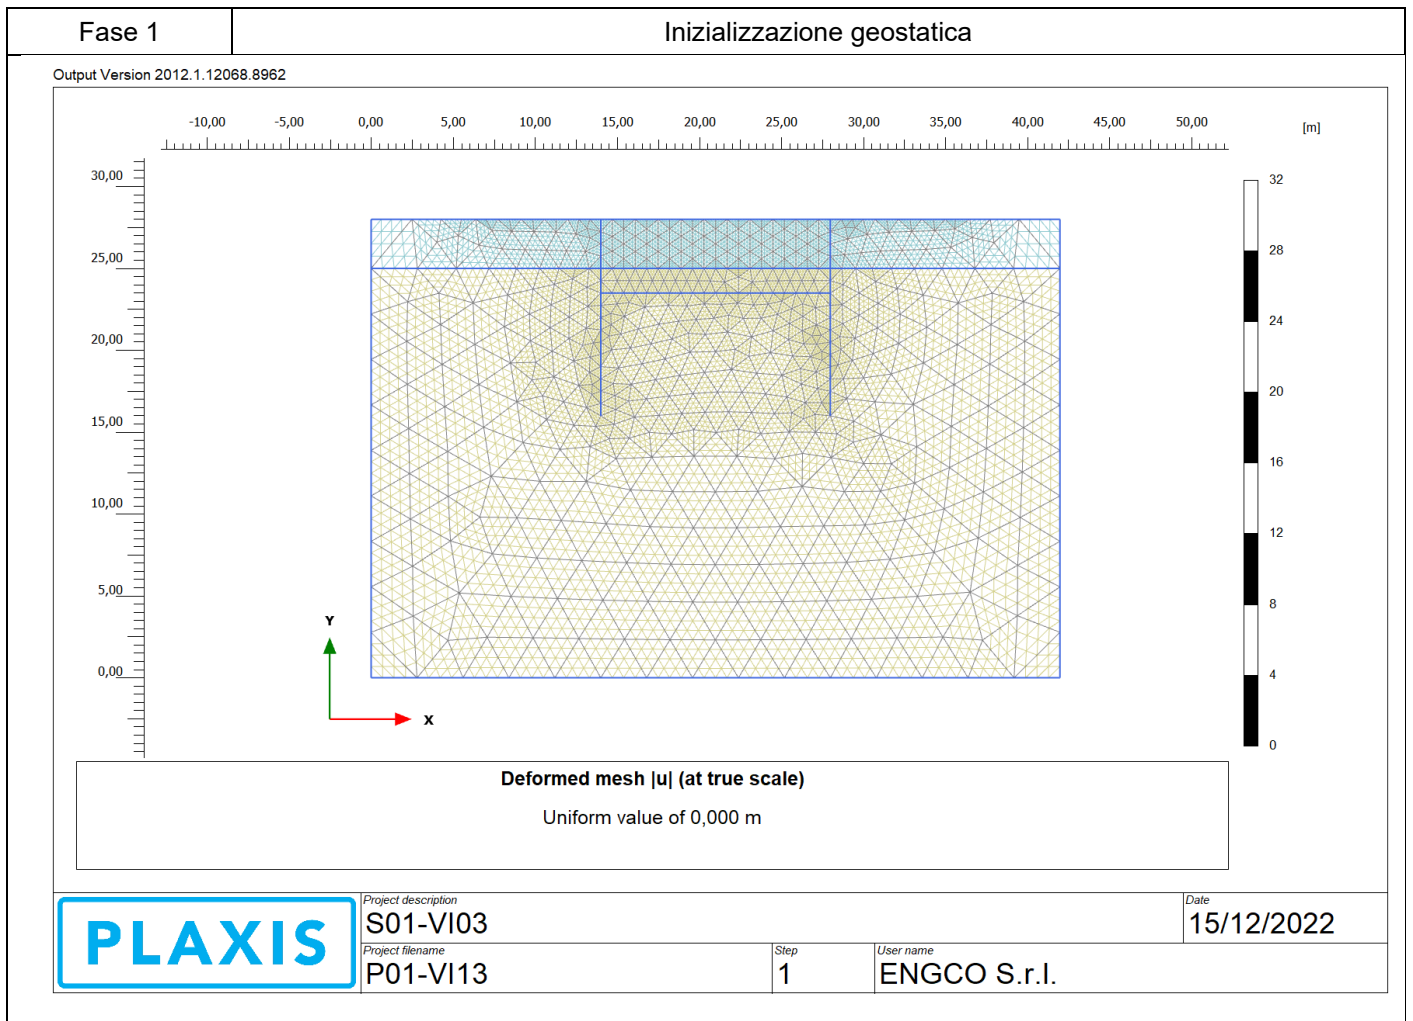 Fase 1
Inizializzazione geostatica
Output Version 2012.1.12068.8962
-10,00 -5,00 0,00 5,00 10,00 15,00 20,00 25,00 30,00 35,00 40,00 45,00 50,00
[m]
30,00
25,00
20,00
15,00
10,00
5,00
0,00
32
28
24
20
16
12
8
4
0
Y
X
Deformed mesh |u| (at true scale)
Uniform value of 0,000 m
PLAXIS
Project description
S01-VI03
Date
15/12/2022
Project filename
P01-VI13
Step
1
User name
ENGCO S.r.l.